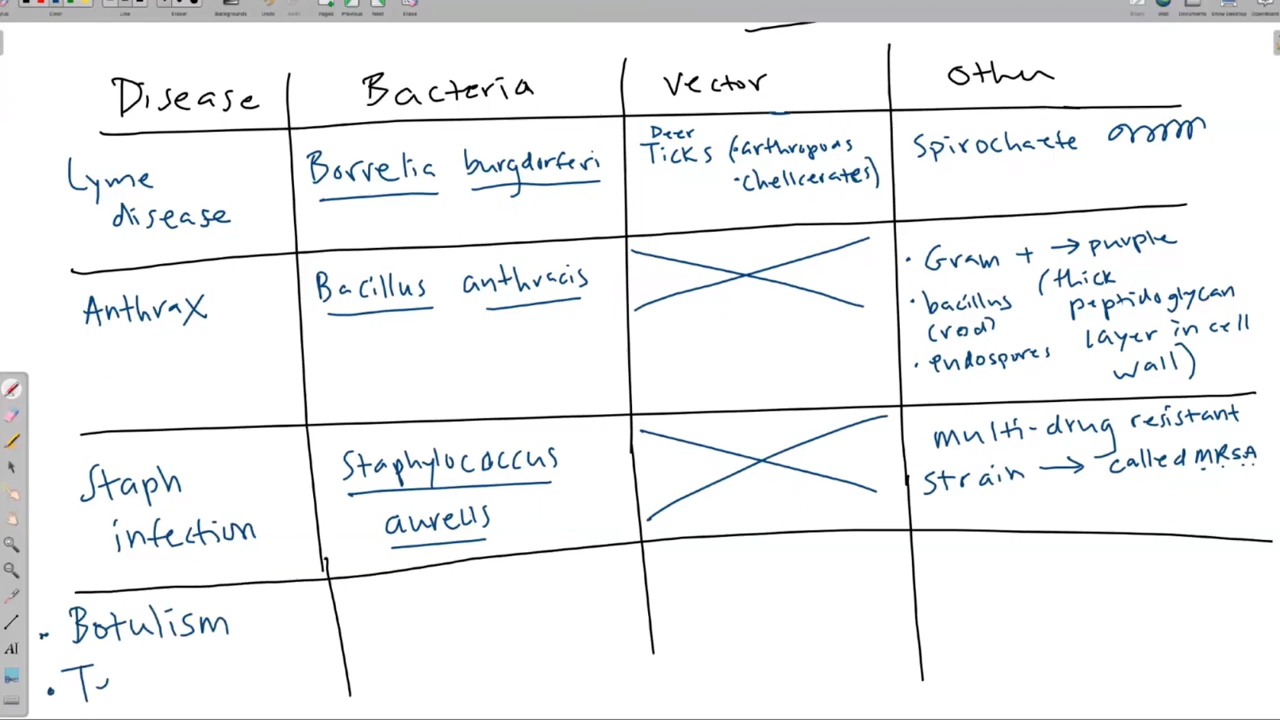 Disease Bacteria Vector Other
Lyme disease
Borrelia burgdorferi
Deer
Ticks (·arthropods
·chelicerates)
Spirochaete
Anthrax
Bacillus anthracis
· Gram + → purple
(thick peptidoglycan layer in cell wall)
· bacillus
(rod)
· endospores
Staph infection
Staphylococcus
aureus
multi-drug resistant
strain → called MRSA
· Botulism
· T